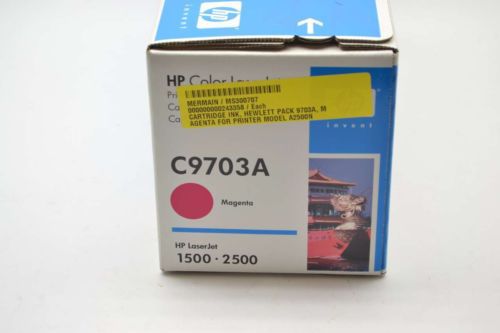 hp
invent
HP Color
MERMAIN / MS300707
000000000243358 / Each
CARTRIDGE INK, HEWLETT PACK 9703A, M
AGENTA FOR PRINTER MODEL A2500N
invent
C9703A
Magenta
HP LaserJet
1500 · 2500